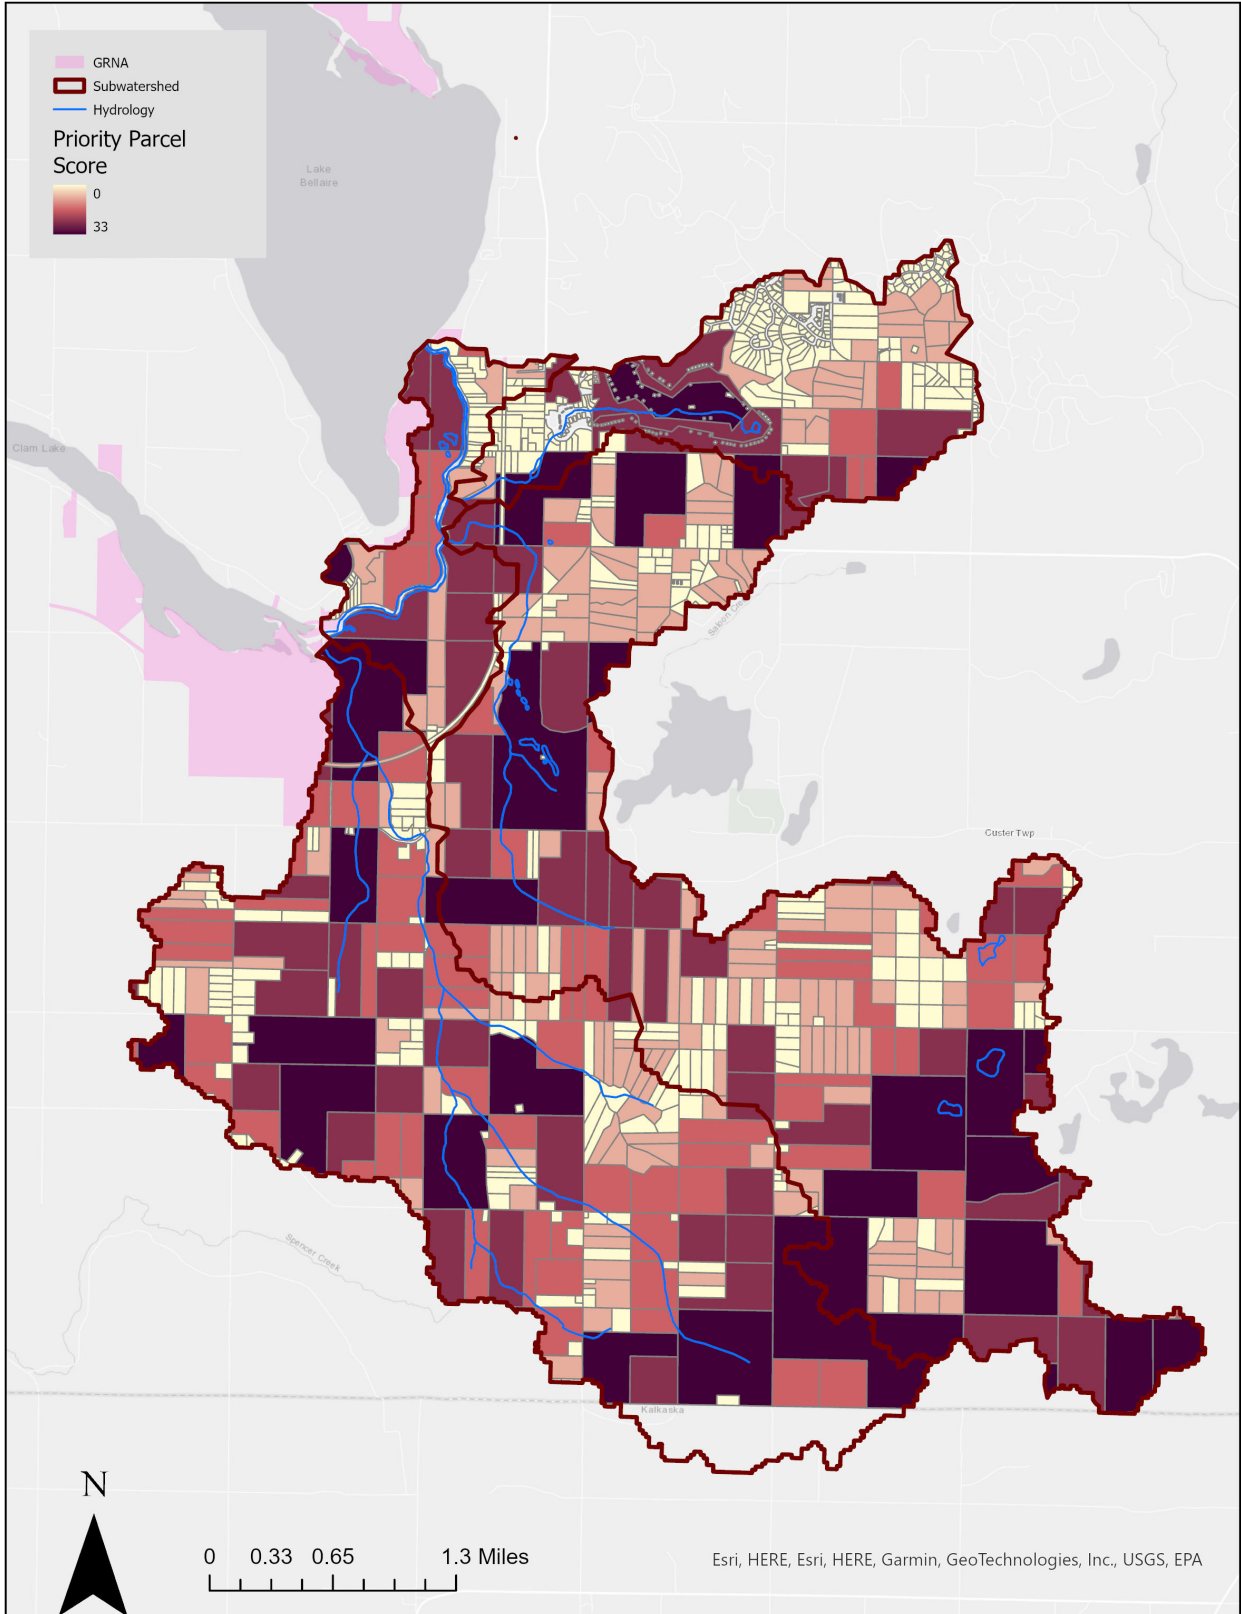 GRNA
Subwatershed
Hydrology
Priority Parcel
Score
0
33
Lake
Bellaire
Clam Lake
Custer Twp
Spencer Creek
Kalkaska
N
0 0.33 0.65 1.3 Miles
Esri, HERE, Esri, HERE, Garmin, GeoTechnologies, Inc., USGS, EPA